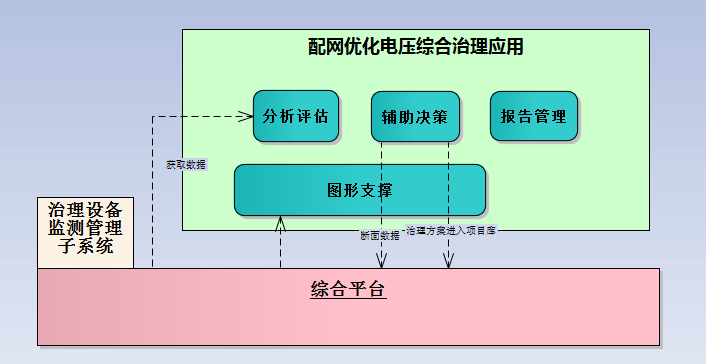 配网优化电压综合治理应用
分析评估
辅助决策
报告管理
获取数据
图形支撑
治理设备
监测管理
子系统
断面数据
治理方案进入项目库
综合平台